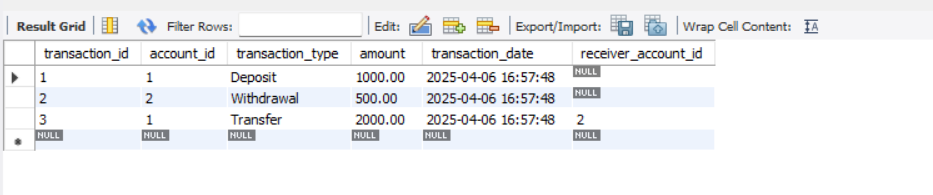 Result Grid Filter Rows: Edit: Export/Import: Wrap Cell Content: IA
transaction_id account_id transaction_type amount transaction_date receiver_account_id
1 1 Deposit 1000.00 2025-04-06 16:57:48 NULL
2 2 Withdrawal 500.00 2025-04-06 16:57:48 NULL
3 1 Transfer 2000.00 2025-04-06 16:57:48 2
NULL NULL NULL NULL NULL NULL